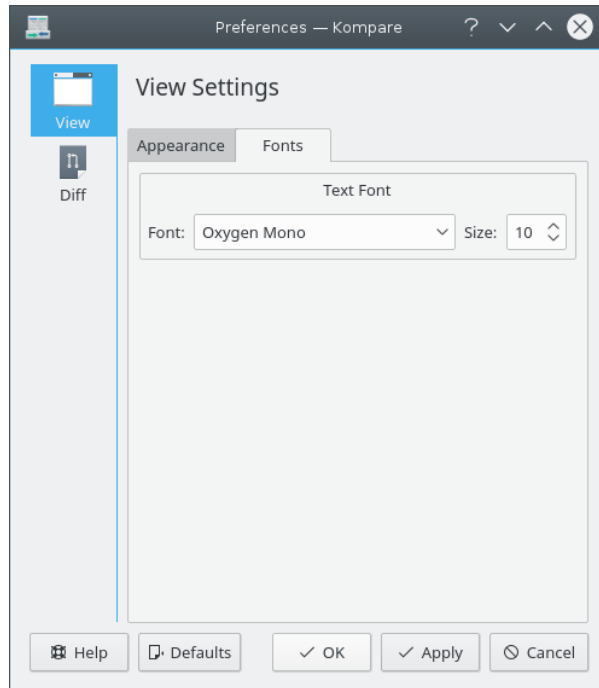 Preferences — Kompare
View
Diff
View Settings
Appearance
Fonts
Text Font
Font: Oxygen Mono Size: 10
Help Defaults OK Apply Cancel